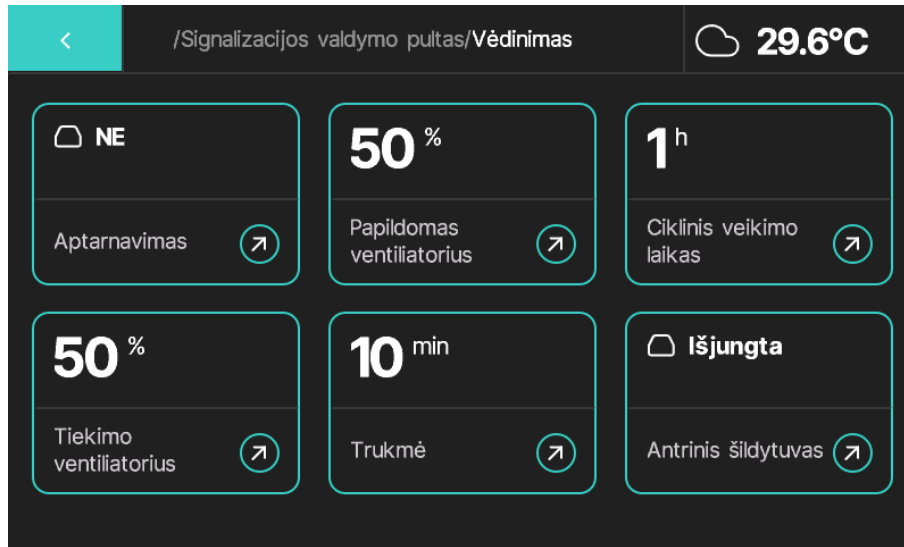 /Signalizacijos valdymo pultas/Vėdinimas
29.6°C
NE
Aptarnavimas
50 %
Papildomas
ventiliatorius
1 h
Ciklinis veikimo
laikas
50 %
Tiekimo
ventiliatorius
10 min
Trukmė
Išjungta
Antrinis šildytuvas